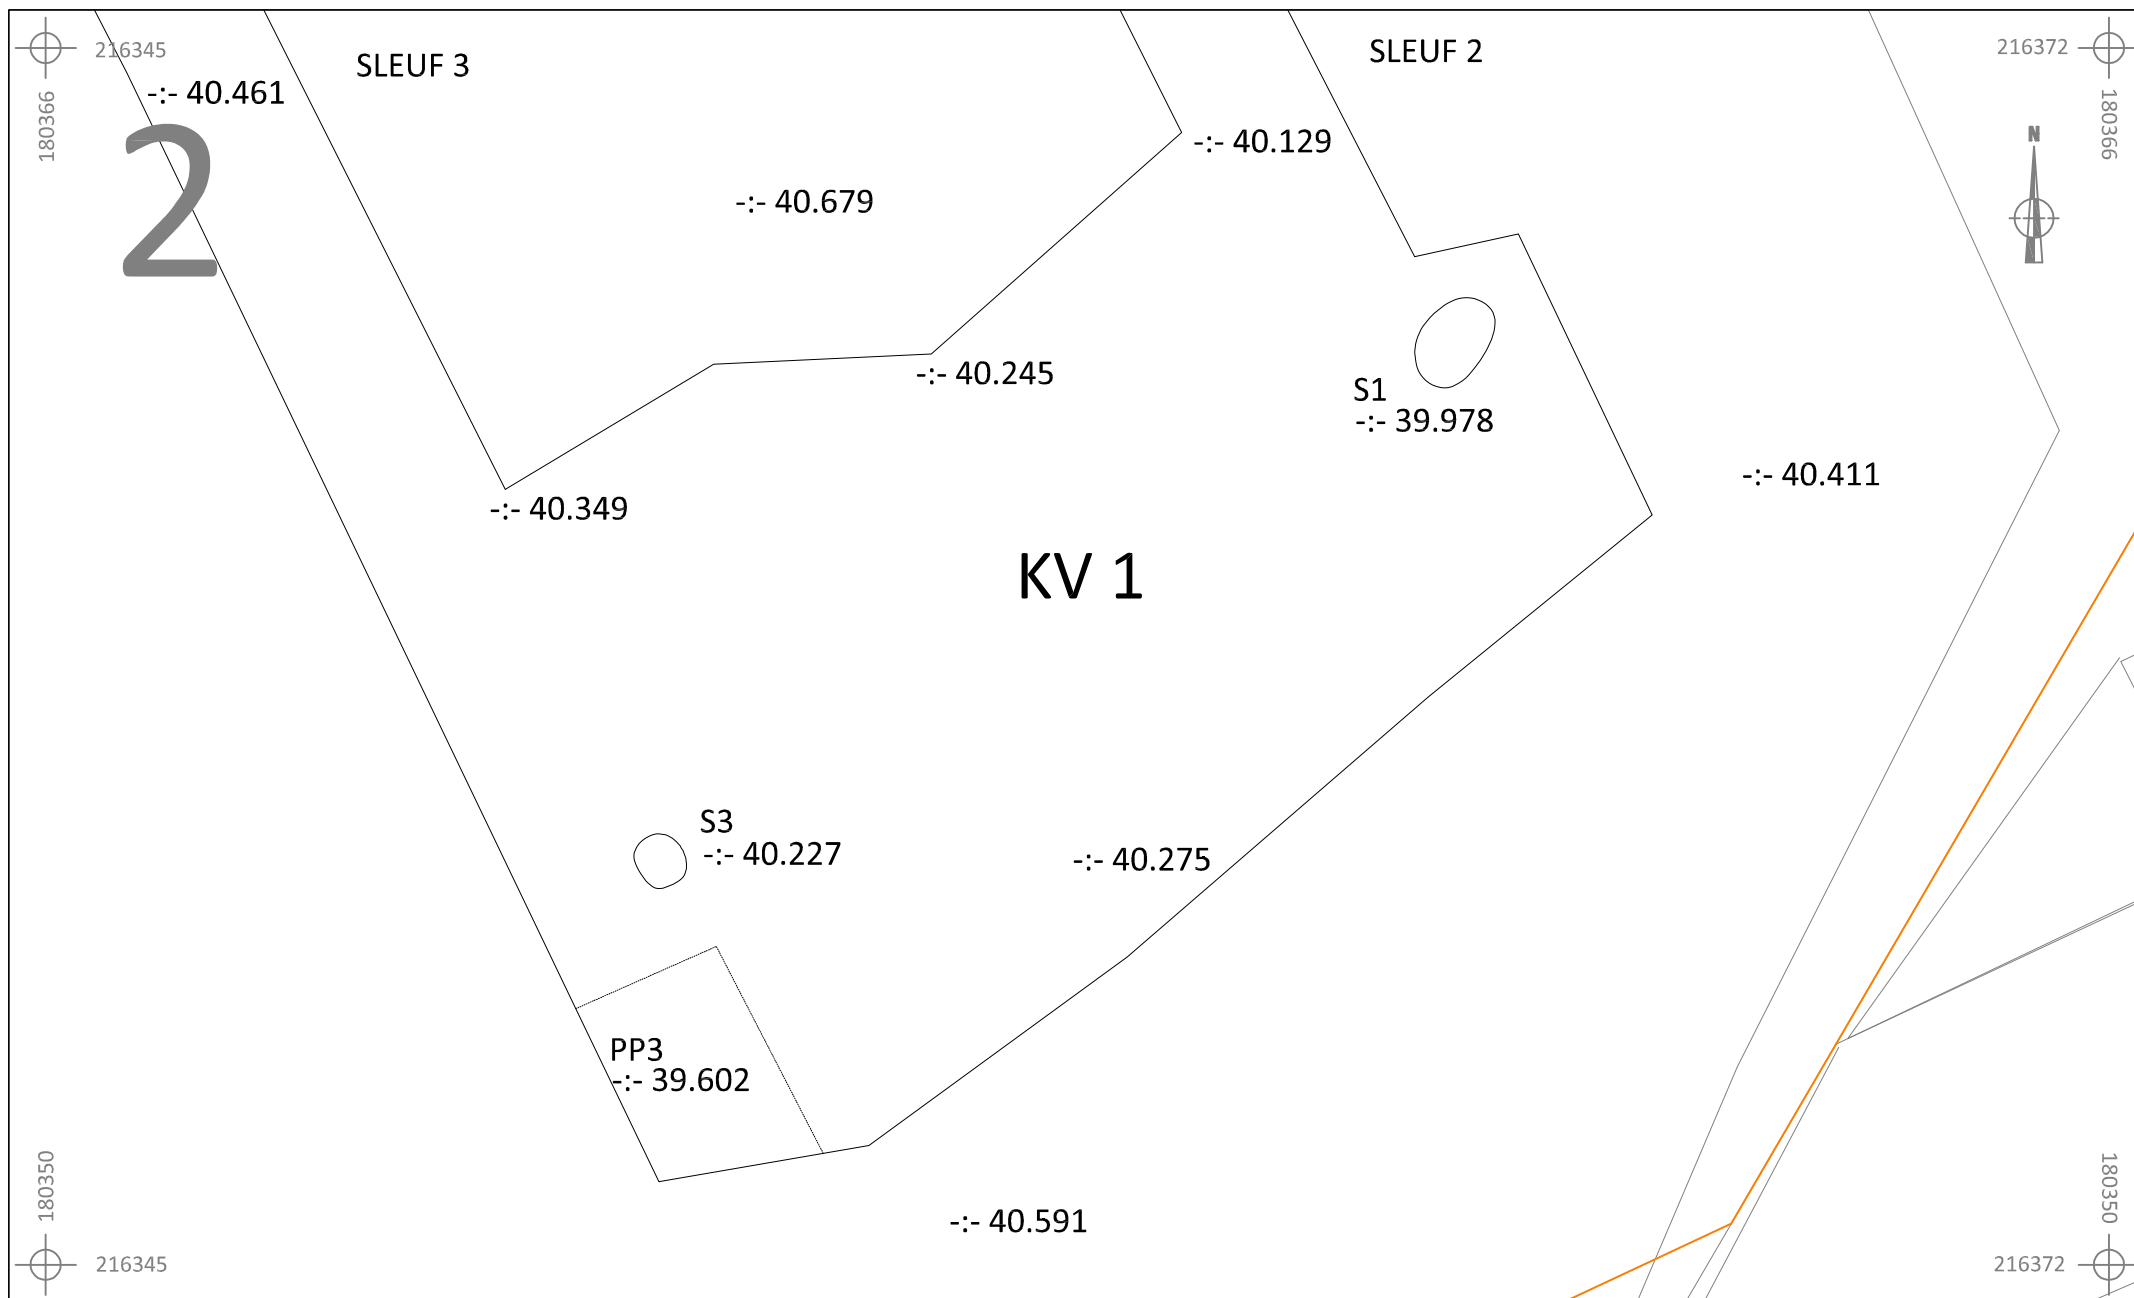 216345
SLEUF 3
SLEUF 2
216372
180366
-:- 40.461
180366
2
N
-:- 40.129
-:- 40.679
-:- 40.245
S1
-:- 39.978
-:- 40.411
-:- 40.349
KV 1
S3
-:- 40.227
-:- 40.275
PP3
-:- 39.602
180350
180350
-:- 40.591
216345
216372